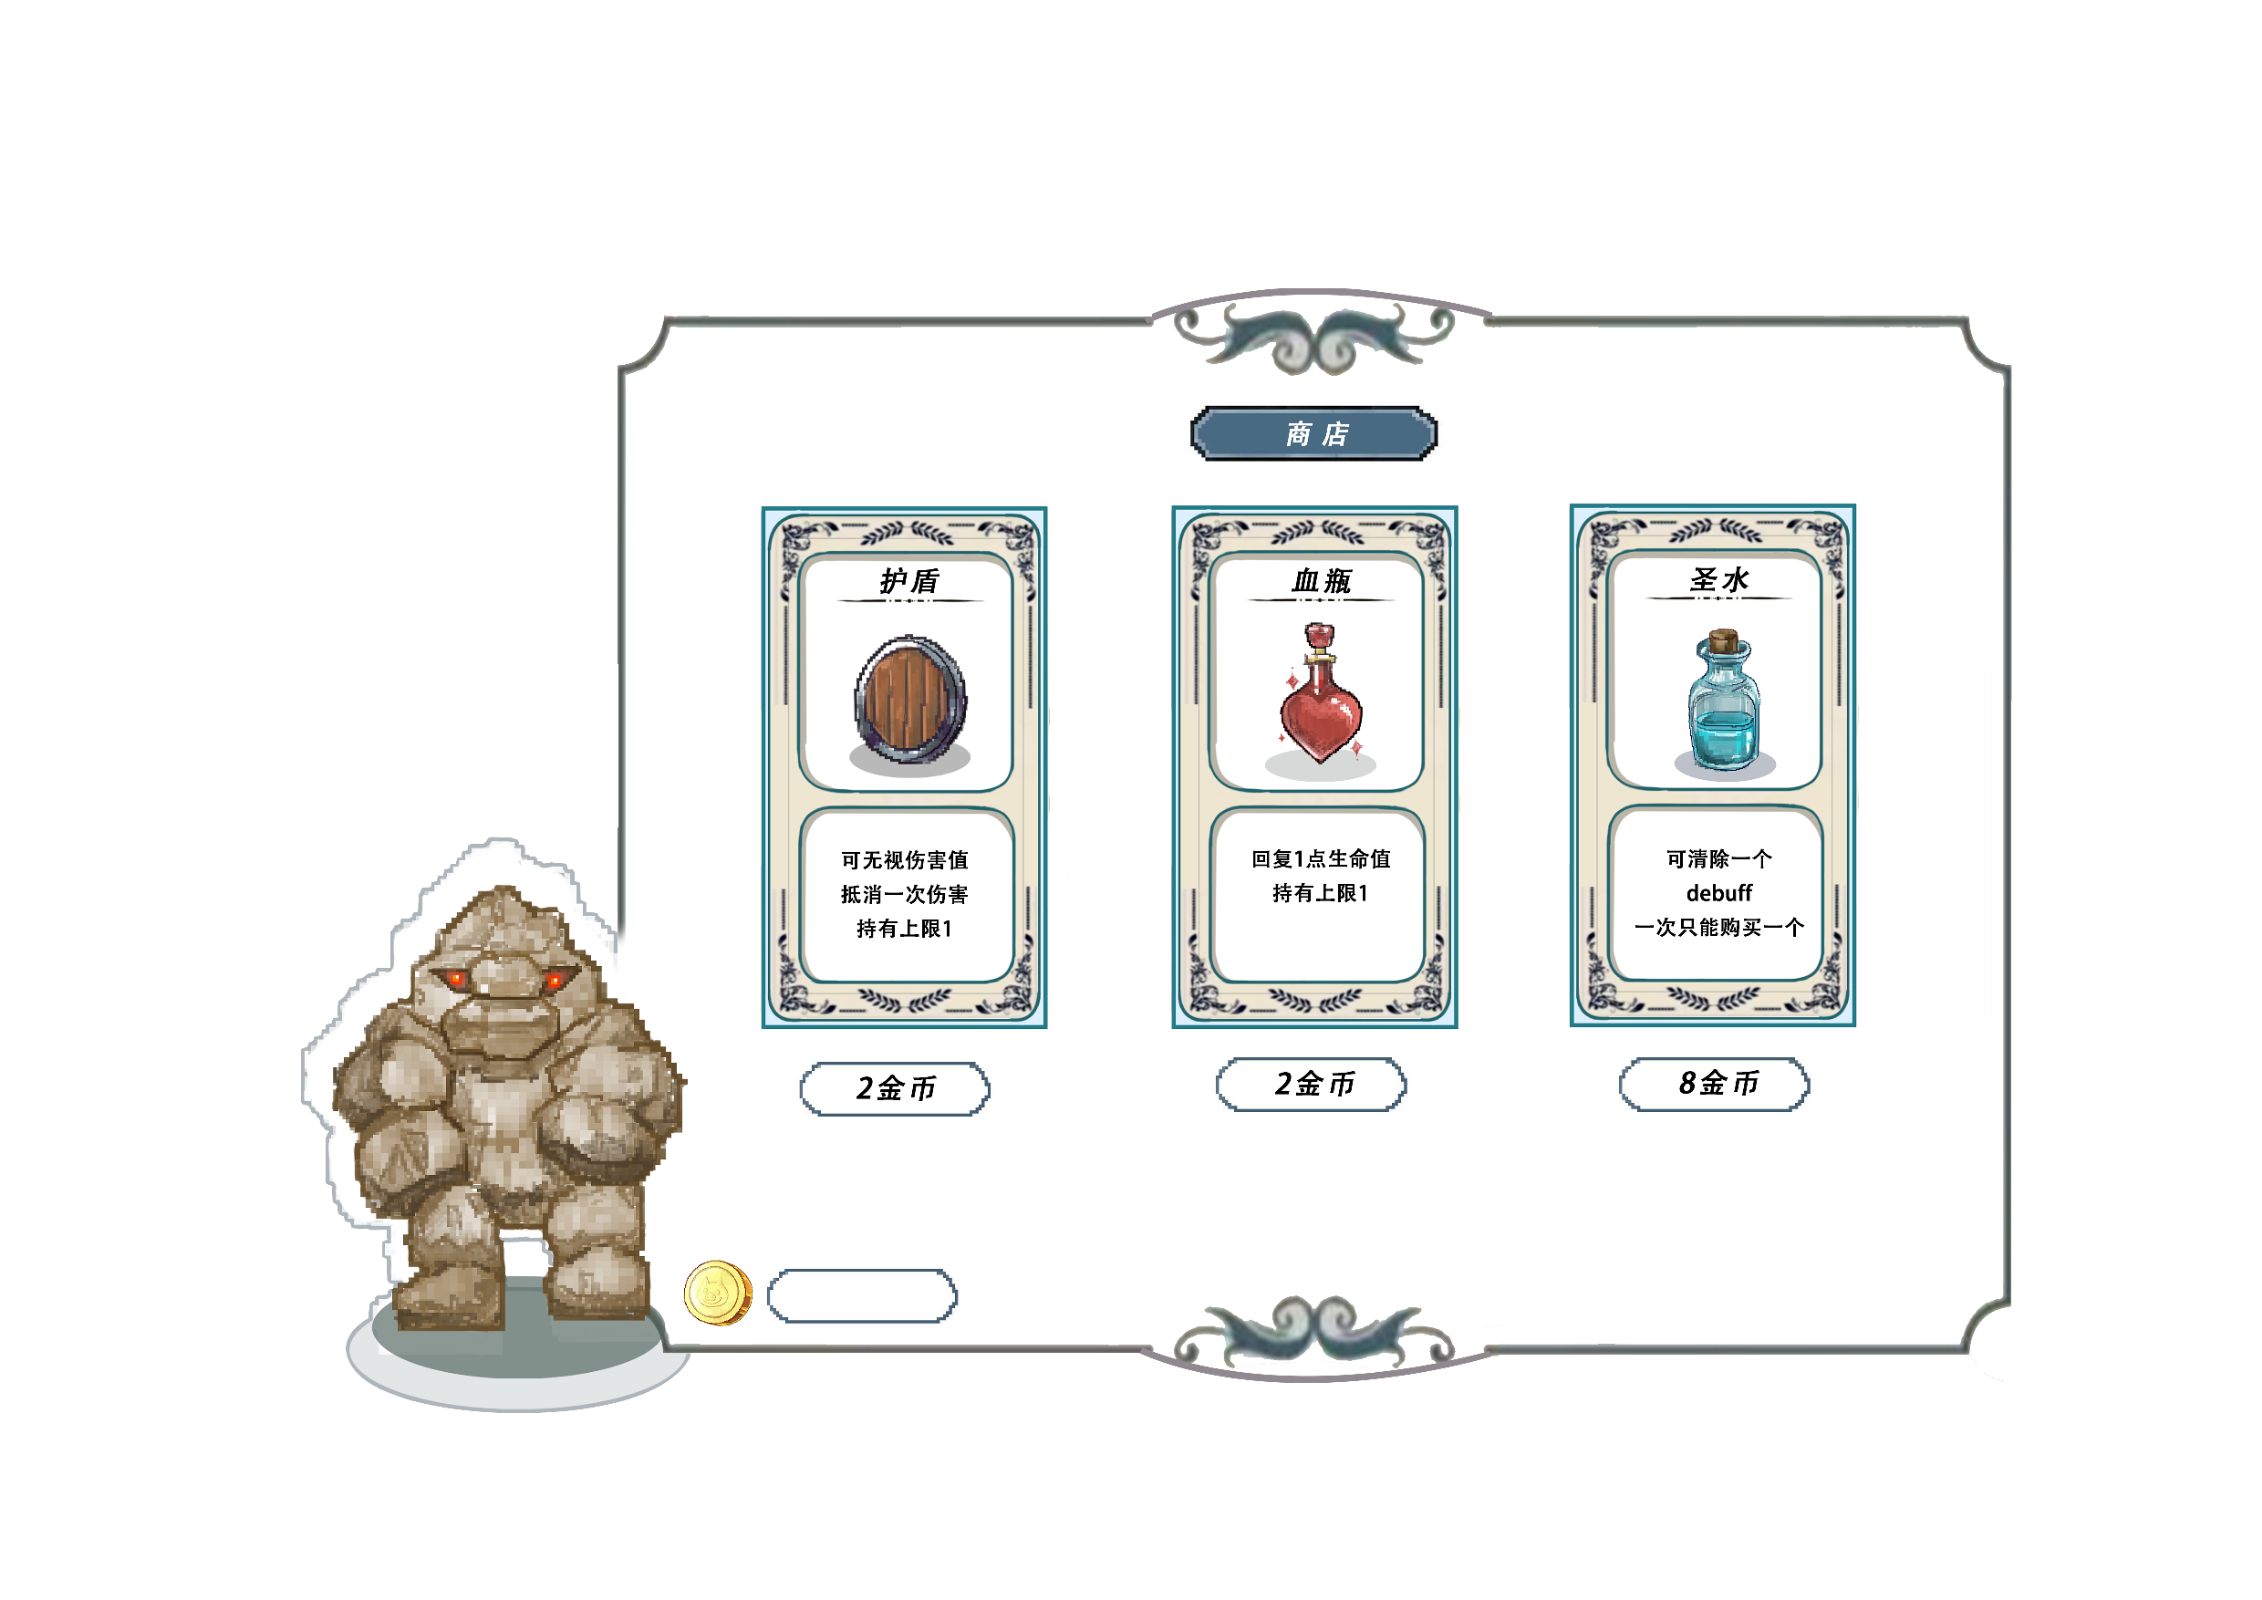 商店
护盾
可无视伤害值
抵消一次伤害
持有上限1
2金币
血瓶
回复1点生命值
持有上限1
2金币
圣水
可清除一个
debuff
一次只能购买一个
8金币